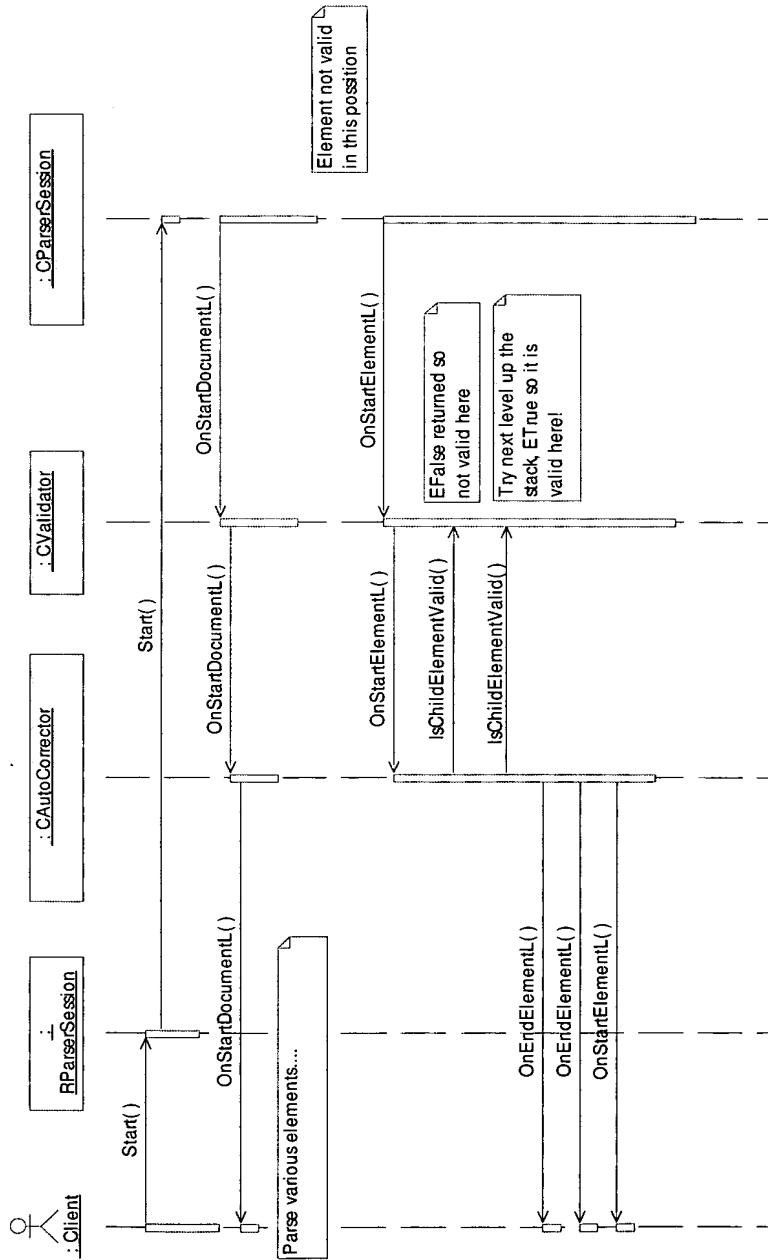 : Client
:
RParserSession
: CAutoCorrector
: CValidator
: CParserSession
Start( )
Start( )
OnStartDocumentL( )
OnStartDocumentL( )
OnStartDocumentL( )
Parse various elements....
Element not valid
in this possition
OnStartElementL( )
OnStartElementL( )
IsChildElementValid( )
EFalse returned so
not valid here
IsChildElementValid( )
Try next level up the
stack, ETrue so it is
valid here!
OnEndElementL( )
OnEndElementL( )
OnStartElementL( )